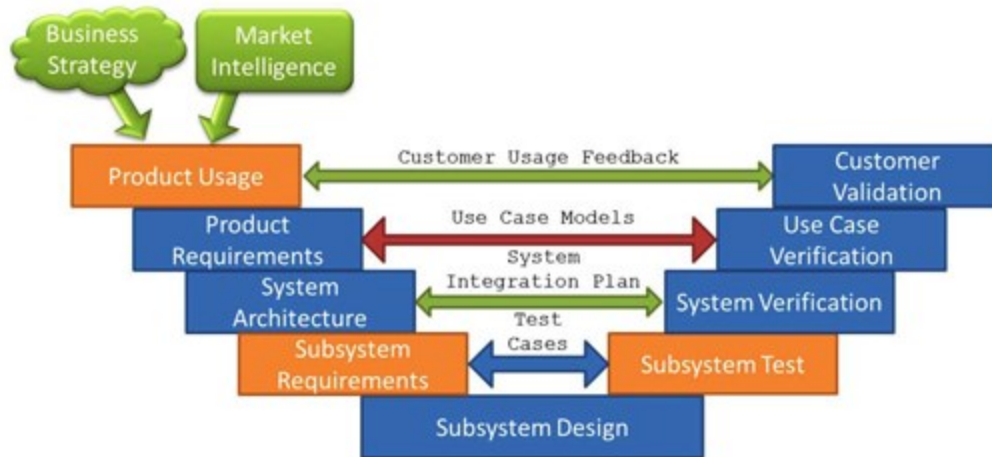 Business
Strategy
Market
Intelligence
Product Usage
Customer Usage Feedback
Customer
Validation
Product
Requirements
Use Case Models
Use Case
Verification
System
Architecture
System
Integration Plan
System Verification
Subsystem
Requirements
Test
Cases
Subsystem Test
Subsystem Design